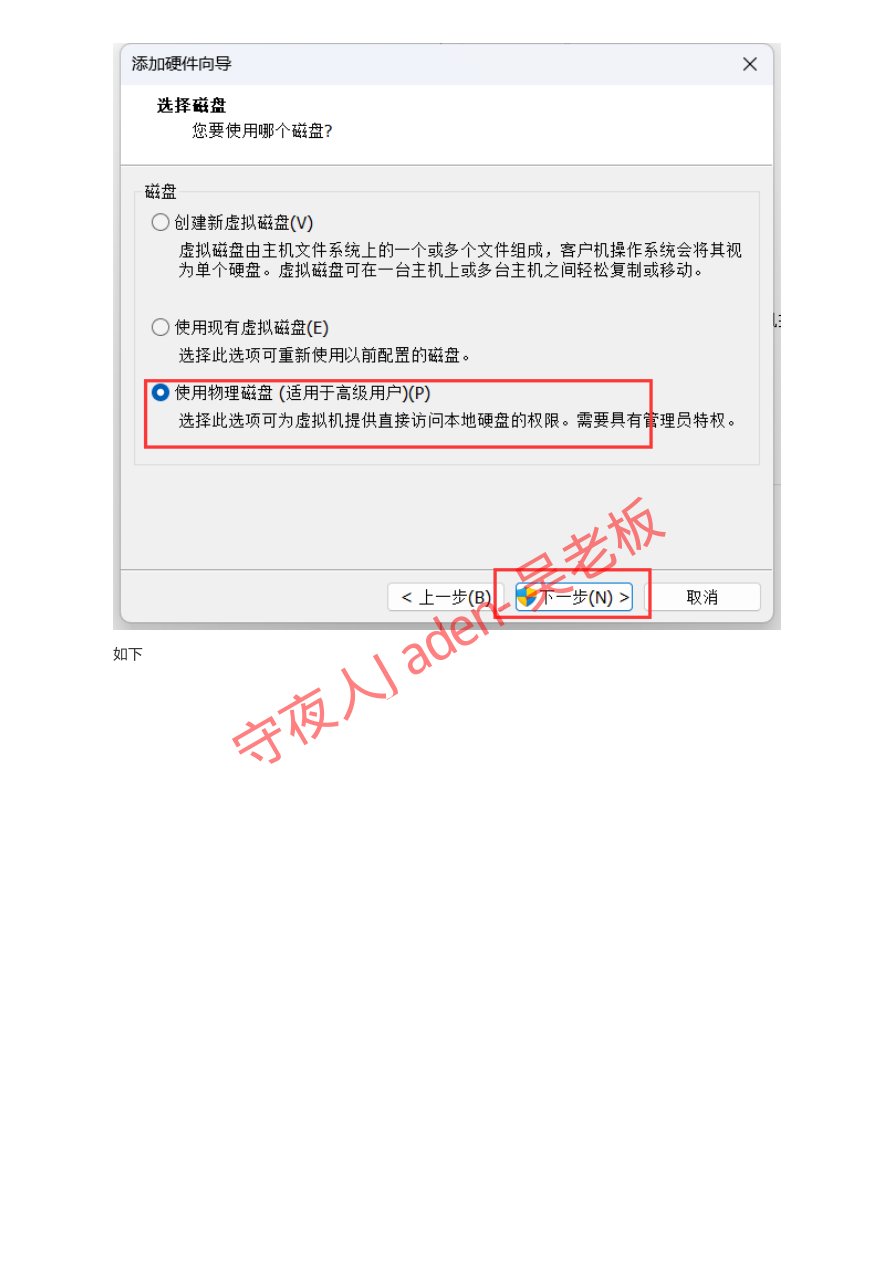 添加硬件向导
选择磁盘
您要使用哪个磁盘?
磁盘
创建新虚拟磁盘(V)
虚拟磁盘由主机文件系统上的一个或多个文件组成，客户机操作系统会将其视
为单个硬盘。虚拟磁盘可在一台主机上或多台主机之间轻松复制或移动。
使用现有虚拟磁盘(E)
选择此选项可重新使用以前配置的磁盘。
使用物理磁盘 (适用于高级用户)(P)
选择此选项可为虚拟机提供直接访问本地硬盘的权限。需要具有管理员特权。
< 上一步(B)
下一步(N) >
取消
如下
守夜人Jaden-吴老板